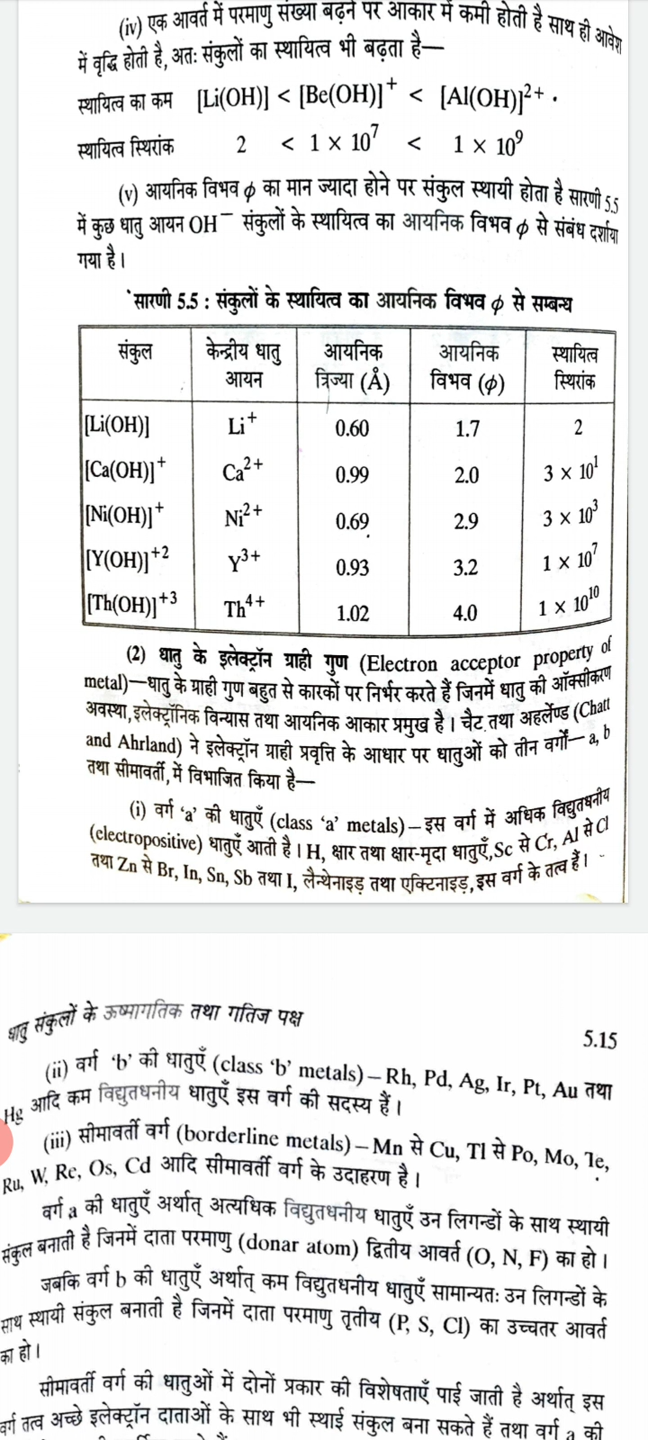 (iv) एक आवर्त में परमाणु संख्या बढ़ने पर आकार में कमी होती है साथ ही आवेश
में वृद्धि होती है, अतः संकुलों का स्थायित्व भी बढ़ता है—
स्थायित्व का कम [Li(OH)] < [Be(OH)]⁺ < [Al(OH)]²⁺ .
स्थायित्व स्थिरांक 2 < 1 × 10⁷ < 1 × 10⁹
(v) आयनिक विभव ϕ का मान ज्यादा होने पर संकुल स्थायी होता है सारणी 5.5
में कुछ धातु आयन OH⁻ संकुलों के स्थायित्व का आयनिक विभव ϕ से संबंध दर्शाया
गया है।
सारणी 5.5 : संकुलों के स्थायित्व का आयनिक विभव ϕ से सम्बन्ध
संकुल केन्द्रीय धातु आयनिक आयनिक स्थायित्व
आयन त्रिज्या (Å) विभव (ϕ) स्थिरांक
[Li(OH)] Li⁺ 0.60 1.7 2
[Ca(OH)]⁺ Ca²⁺ 0.99 2.0 3 × 10¹
[Ni(OH)]⁺ Ni²⁺ 0.69 2.9 3 × 10³
[Y(OH)]⁺² Y³⁺ 0.93 3.2 1 × 10⁷
[Th(OH)]⁺³ Th⁴⁺ 1.02 4.0 1 × 10¹⁰
(2) धातु के इलेक्ट्रॉन ग्राही गुण (Electron acceptor property of
metal)—धातु के ग्राही गुण बहुत से कारकों पर निर्भर करते हैं जिनमें धातु की ऑक्सीकरण
अवस्था, इलेक्ट्रॉनिक विन्यास तथा आयनिक आकार प्रमुख है। चैट तथा अहर्लेण्ड (Chatt
and Ahrland) ने इलेक्ट्रॉन ग्राही प्रवृत्ति के आधार पर धातुओं को तीन वर्गों— a, b
तथा सीमावर्ती, में विभाजित किया है—
(i) वर्ग 'a' की धातुएँ (class 'a' metals) – इस वर्ग में अधिक विद्युतधनीय
(electropositive) धातुएँ आती है। H, क्षार तथा क्षार-मृदा धातुएँ, Sc से Cr, Al से Cl
तथा Zn से Br, In, Sn, Sb तथा I, लैन्थेनाइड़ तथा एक्टिनाइड़, इस वर्ग के तत्व हैं।
धातु संकुलों के ऊष्मागतिक तथा गतिज पक्ष 5.15
(ii) वर्ग 'b' की धातुएँ (class 'b' metals) – Rh, Pd, Ag, Ir, Pt, Au तथा
Hg आदि कम विद्युतधनीय धातुएँ इस वर्ग की सदस्य हैं।
(iii) सीमावर्ती वर्ग (borderline metals) – Mn से Cu, Tl से Po, Mo, Te,
Ru, W, Re, Os, Cd आदि सीमावर्ती वर्ग के उदाहरण है।
वर्ग a की धातुएँ अर्थात् अत्यधिक विद्युतधनीय धातुएँ उन लिगन्डों के साथ स्थायी
संकुल बनाती है जिनमें दाता परमाणु (donar atom) द्वितीय आवर्त (O, N, F) का हो।
जबकि वर्ग b की धातुएँ अर्थात् कम विद्युतधनीय धातुएँ सामान्यतः उन लिगन्डों के
साथ स्थायी संकुल बनाती है जिनमें दाता परमाणु तृतीय (P, S, Cl) का उच्चतर आवर्त
का हो।
सीमावर्ती वर्ग की धातुओं में दोनों प्रकार की विशेषताएँ पाई जाती है अर्थात् इस
वर्ग तत्व अच्छे इलेक्ट्रॉन दाताओं के साथ भी स्थाई संकुल बना सकते हैं तथा वर्ग a की